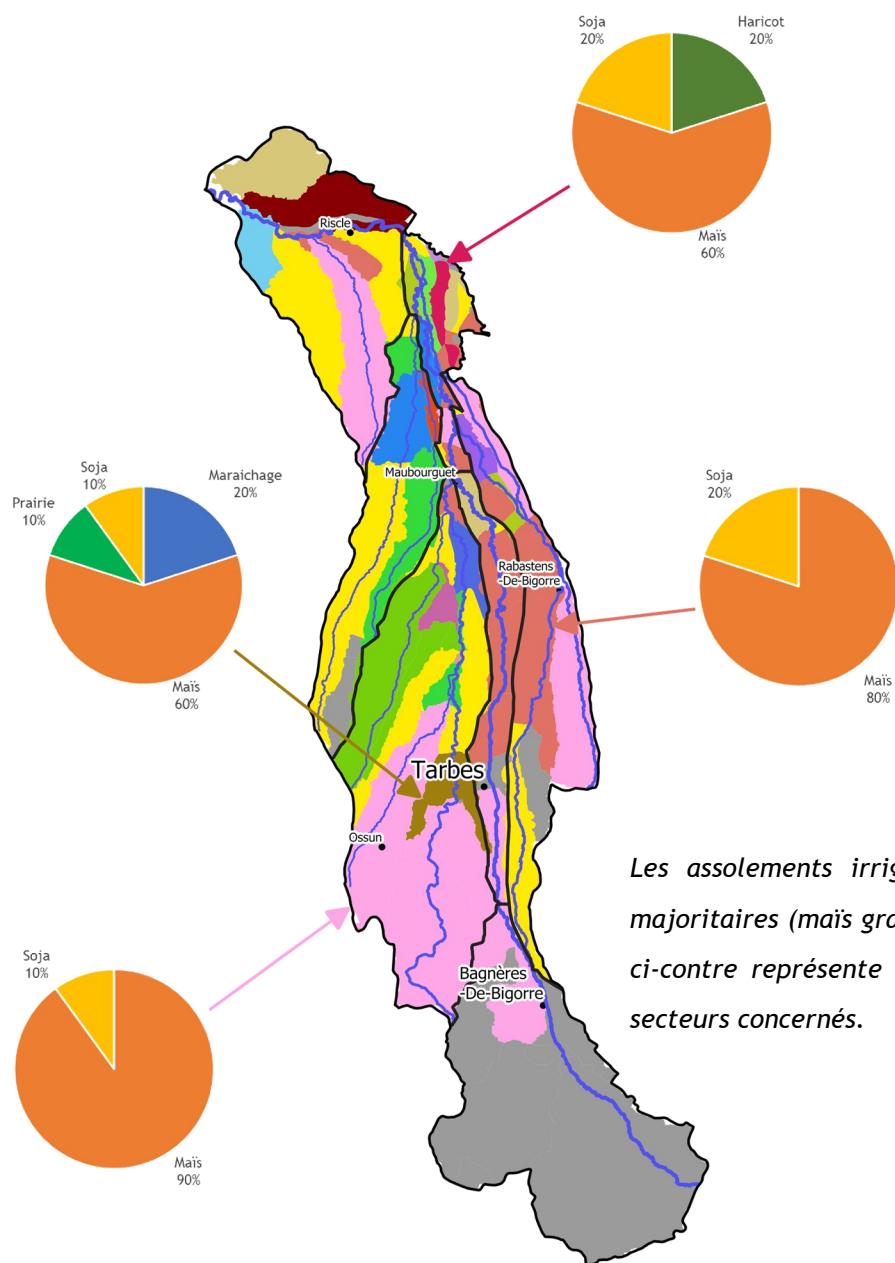 Soja
20%
Haricot
20%
Maïs
60%
Riscle
Maubourguet
Soja
10%
Prairie
10%
Maraichage
20%
Maïs
60%
Soja
20%
Maïs
80%
Rabastens
-De-Bigorre
Tarbes
Ossun
Les assolements irrig
majoritaires (maïs gro
ci-contre représente
secteurs concernés.
Bagnères
-De-Bigorre
Soja
10%
Maïs
90%